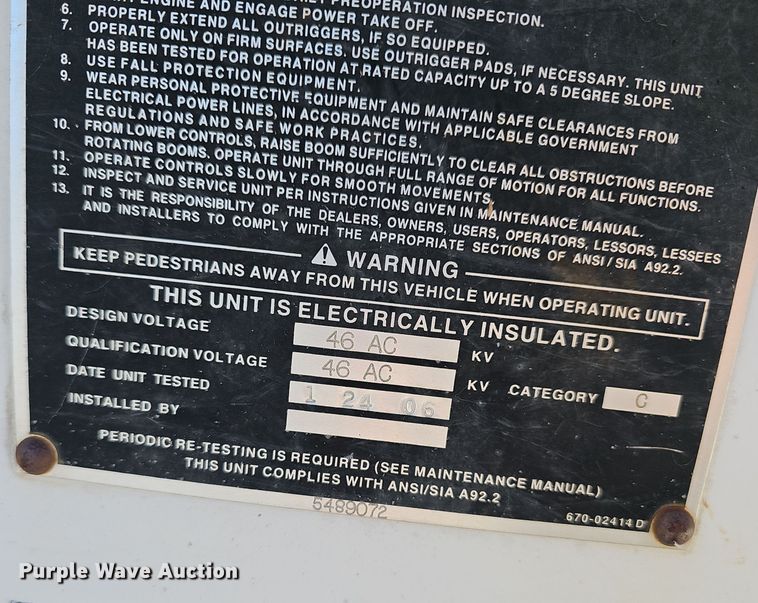 PREOPERATION INSPECTION.
ENGINE AND ENGAGE POWER TAKE OFF.
6. PROPERLY EXTEND ALL OUTRIGGERS, IF SO EQUIPPED.
7. OPERATE ONLY ON FIRM SURFACES. USE OUTRIGGER PADS, IF NECESSARY. THIS UNIT
HAS BEEN TESTED FOR OPERATION AT RATED CAPACITY UP TO A 5 DEGREE SLOPE.
8. USE FALL PROTECTION EQUIPMENT.
9. WEAR PERSONAL PROTECTIVE EQUIPMENT AND MAINTAIN SAFE CLEARANCES FROM
ELECTRICAL POWER LINES, IN ACCORDANCE WITH APPLICABLE GOVERNMENT
REGULATIONS AND SAFE WORK PRACTICES.
10. FROM LOWER CONTROLS, RAISE BOOM SUFFICIENTLY TO CLEAR ALL OBSTRUCTIONS BEFORE
ROTATING BOOMS. OPERATE UNIT THROUGH FULL RANGE OF MOTION FOR ALL FUNCTIONS.
11. OPERATE CONTROLS SLOWLY FOR SMOOTH MOVEMENTS.
12. INSPECT AND SERVICE UNIT PER INSTRUCTIONS GIVEN IN MAINTENANCE MANUAL.
13. IT IS THE RESPONSIBILITY OF THE DEALERS, OWNERS, USERS, OPERATORS, LESSORS, LESSEES
AND INSTALLERS TO COMPLY WITH THE APPROPRIATE SECTIONS OF ANSI/SIA A92.2.
WARNING
KEEP PEDESTRIANS AWAY FROM THIS VEHICLE WHEN OPERATING UNIT.
THIS UNIT IS ELECTRICALLY INSULATED.
DESIGN VOLTAGE 46 AC KV
QUALIFICATION VOLTAGE 46 AC KV CATEGORY C
DATE UNIT TESTED 1 24 06
INSTALLED BY
PERIODIC RE-TESTING IS REQUIRED (SEE MAINTENANCE MANUAL)
THIS UNIT COMPLIES WITH ANSI/SIA A92.2
5489072
670-02414 D
Purple Wave Auction